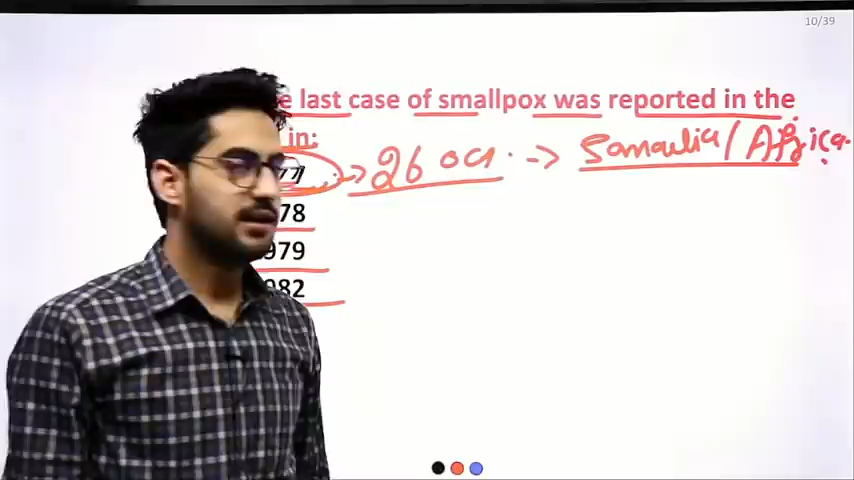 10/39
e last case of smallpox was reported in the
in:
77 → 26 oct. → Somalia / Africa.
78
979
982